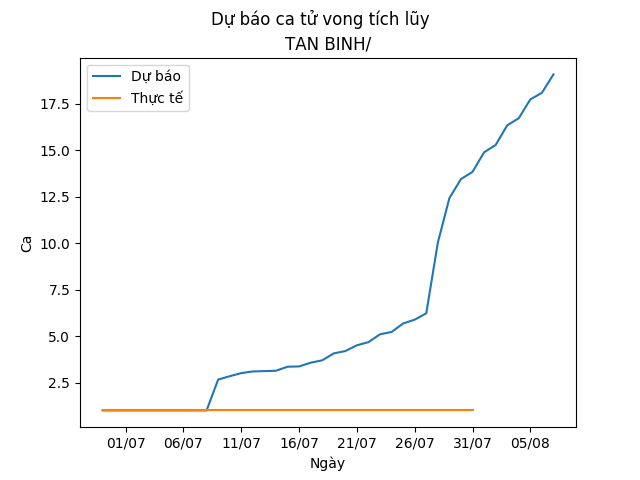 Dự báo ca tử vong tích lũy
TAN BINH/
Dự báo
Thực tế
Ca
17.5
15.0
12.5
10.0
7.5
5.0
2.5
01/07 06/07 11/07 16/07 21/07 26/07 31/07 05/08
Ngày